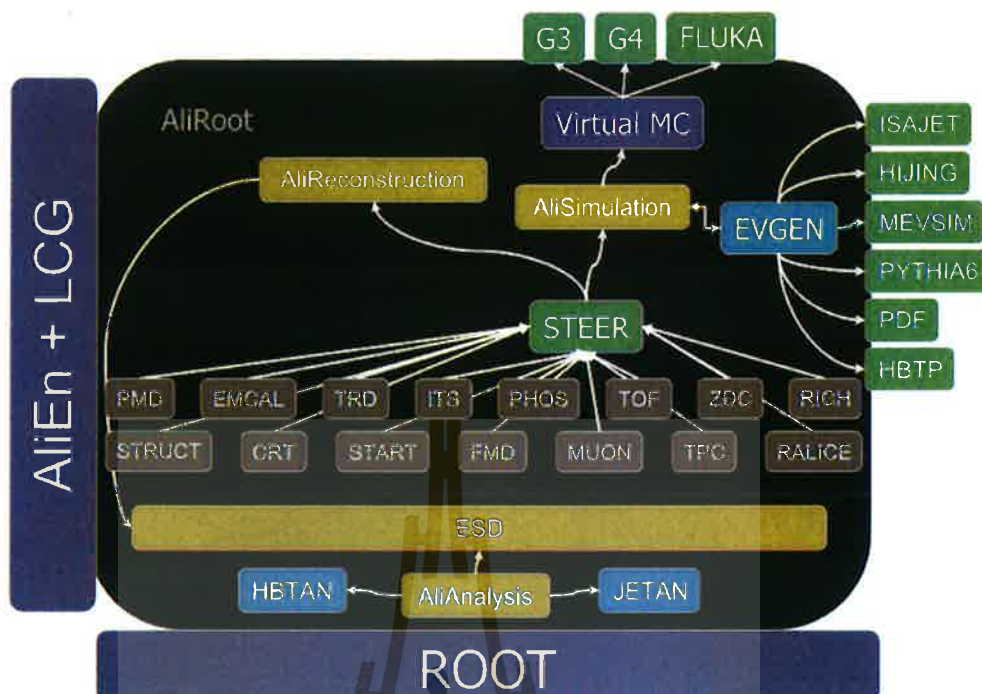 G3 G4 FLUKA
AliRoot
Virtual MC
ISAJET
AliReconstruction
HIJING
AliSimulation
EVGEN
MEVSIM
PYTHIA6
STEER
PDF
HBTP
PMD EMCAL TRD ITS PHOS TOF ZDC RICH
STRUCT CRT START FMD MUON TPC RALICE
ESD
HBTAN AliAnalysis JETAN
AliEn + LCG
ROOT